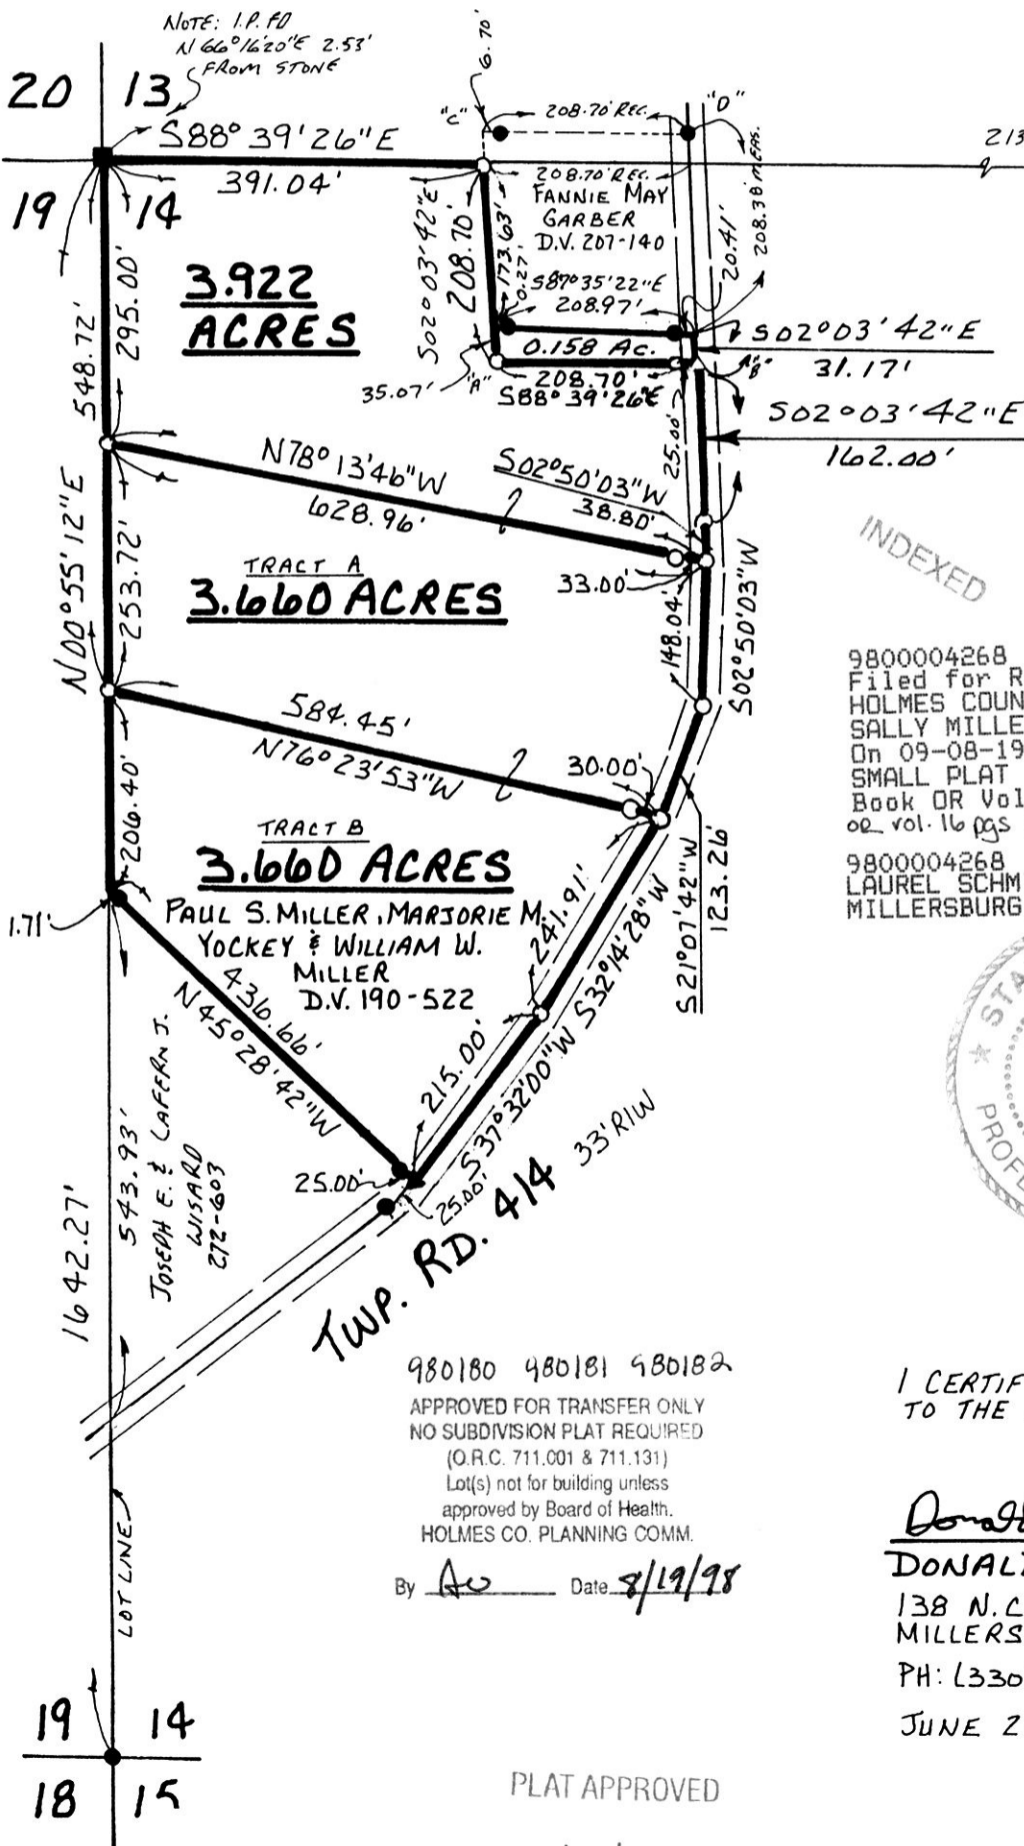 NOTE: I.P. FD
N 66°16'20"E 2.53'
FROM STONE
20 13
19 14
S88° 39'26"E
391.04'
6.70'
"C"
208.70' REC.
"D"
213
208.70' REC.
FANNIE MAY
GARBER
D.V. 207-140
S02°03'42"E
208.70'
173.63'
0.27'
20.41'
208.38' MEAS.
S87°35'22"E
208.97'
0.158 Ac.
35.07'
"A"
208.70'
S88°39'26"E
"B"
S02°03'42"E
31.17'
S02°03'42"E
162.00'
3.922
ACRES
548.72'
295.00'
N78°13'46"W
628.96'
S02°50'03"W
38.80'
25.00'
33.00'
INDEXED
TRACT A
3.660 ACRES
N00°55'12"E
253.72'
148.04'
S02°50'03"W
9800004268
Filed for R
HOLMES COUN
SALLY MILLE
On 09-08-19
SMALL PLAT
Book OR Vol
OR vol. 16 pgs
9800004268
LAUREL SCHM
MILLERSBURG
584.45'
N76°23'53"W
30.00'
123.26'
S21°07'42"W
TRACT B
3.660 ACRES
206.40'
1.71'
PAUL S. MILLER, MARJORIE M.
YOCKEY & WILLIAM W.
MILLER
D.V. 190-522
241.91'
S32°14'28"W
436.66'
N45°28'42"W
215.00'
S37°32'00"W
★ STA
PROF
25.00'
25.00'
33' R/W
TWP. RD. 414
543.93'
JOSEPH E. & LAFERN J.
WISARD
272-603
1642.27'
980180 980181 980182
APPROVED FOR TRANSFER ONLY
NO SUBDIVISION PLAT REQUIRED
(O.R.C. 711.001 & 711.131)
Lot(s) not for building unless
approved by Board of Health.
HOLMES CO. PLANNING COMM.
By Date 8/19/98
I CERTIF
TO THE
Donald
DONAL
138 N. C
MILLERS
PH: (330
JUNE 2
LOT LINE
19 14
18 15
PLAT APPROVED